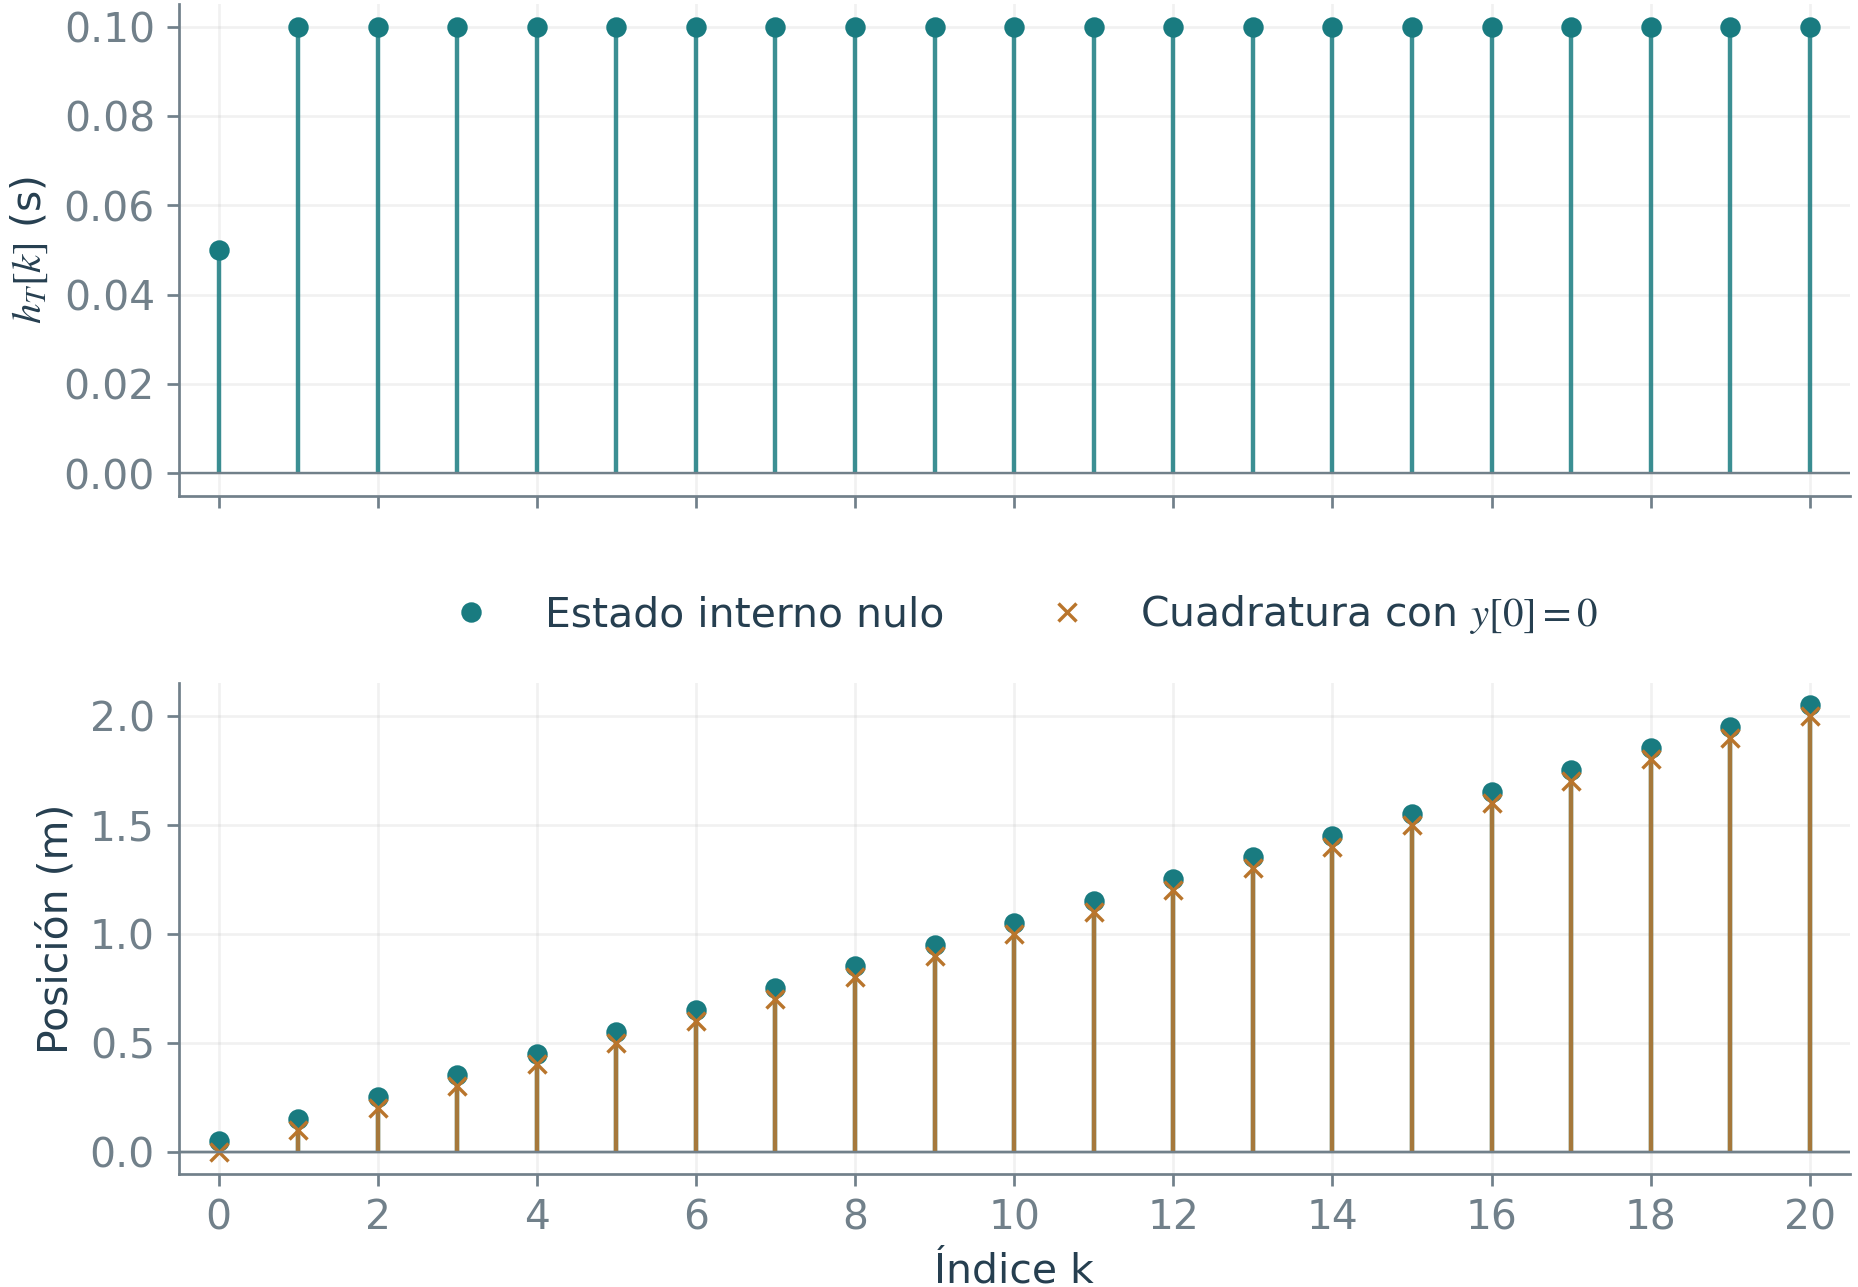 0.10
0.08
0.06
0.04
0.02
0.00
h_T[k] (s)
Estado interno nulo
Cuadratura con y[0] = 0
2.0
1.5
1.0
0.5
0.0
Posición (m)
0 2 4 6 8 10 12 14 16 18 20
Índice k